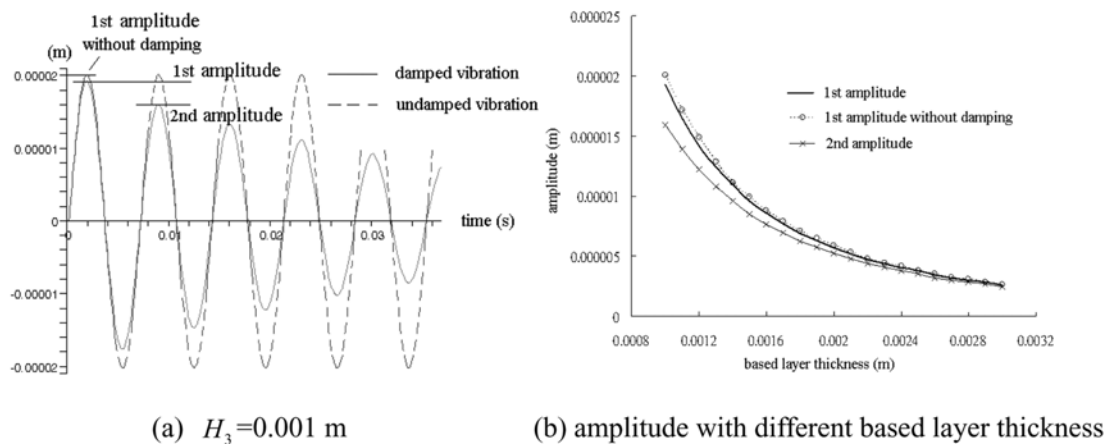 1st amplitude
without damping
(m)
0.00002
1st amplitude
damped vibration
undamped vibration
2nd amplitude
0.00001
time (s)
0
0
0.01
0.02
0.03
-0.00001
-0.00002
(a) H3=0.001 m
0.000025
0.00002
0.000015
0.00001
0.000005
0
amplitude (m)
1st amplitude
1st amplitude without damping
2nd amplitude
0.0008 0.0012 0.0016 0.002 0.0024 0.0028 0.0032
based layer thickness (m)
(b) amplitude with different based layer thickness